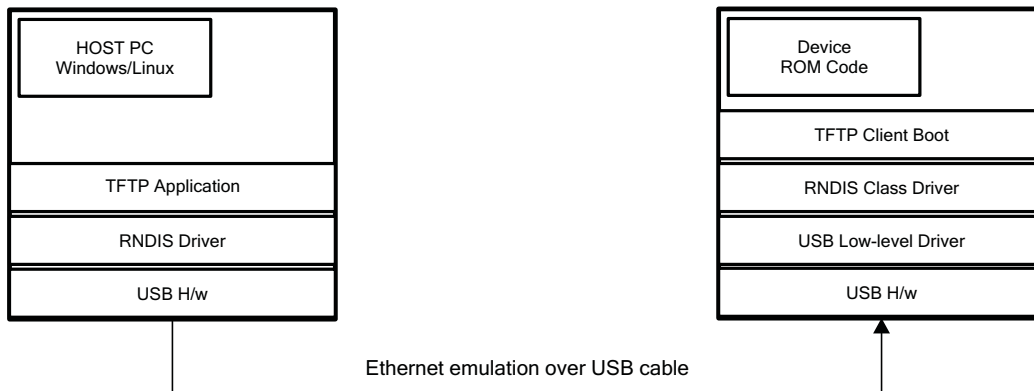 HOST PC
Windows/Linux
TFTP Application
RNDIS Driver
USB H/w
Device
ROM Code
TFTP Client Boot
RNDIS Class Driver
USB Low-level Driver
USB H/w
Ethernet emulation over USB cable